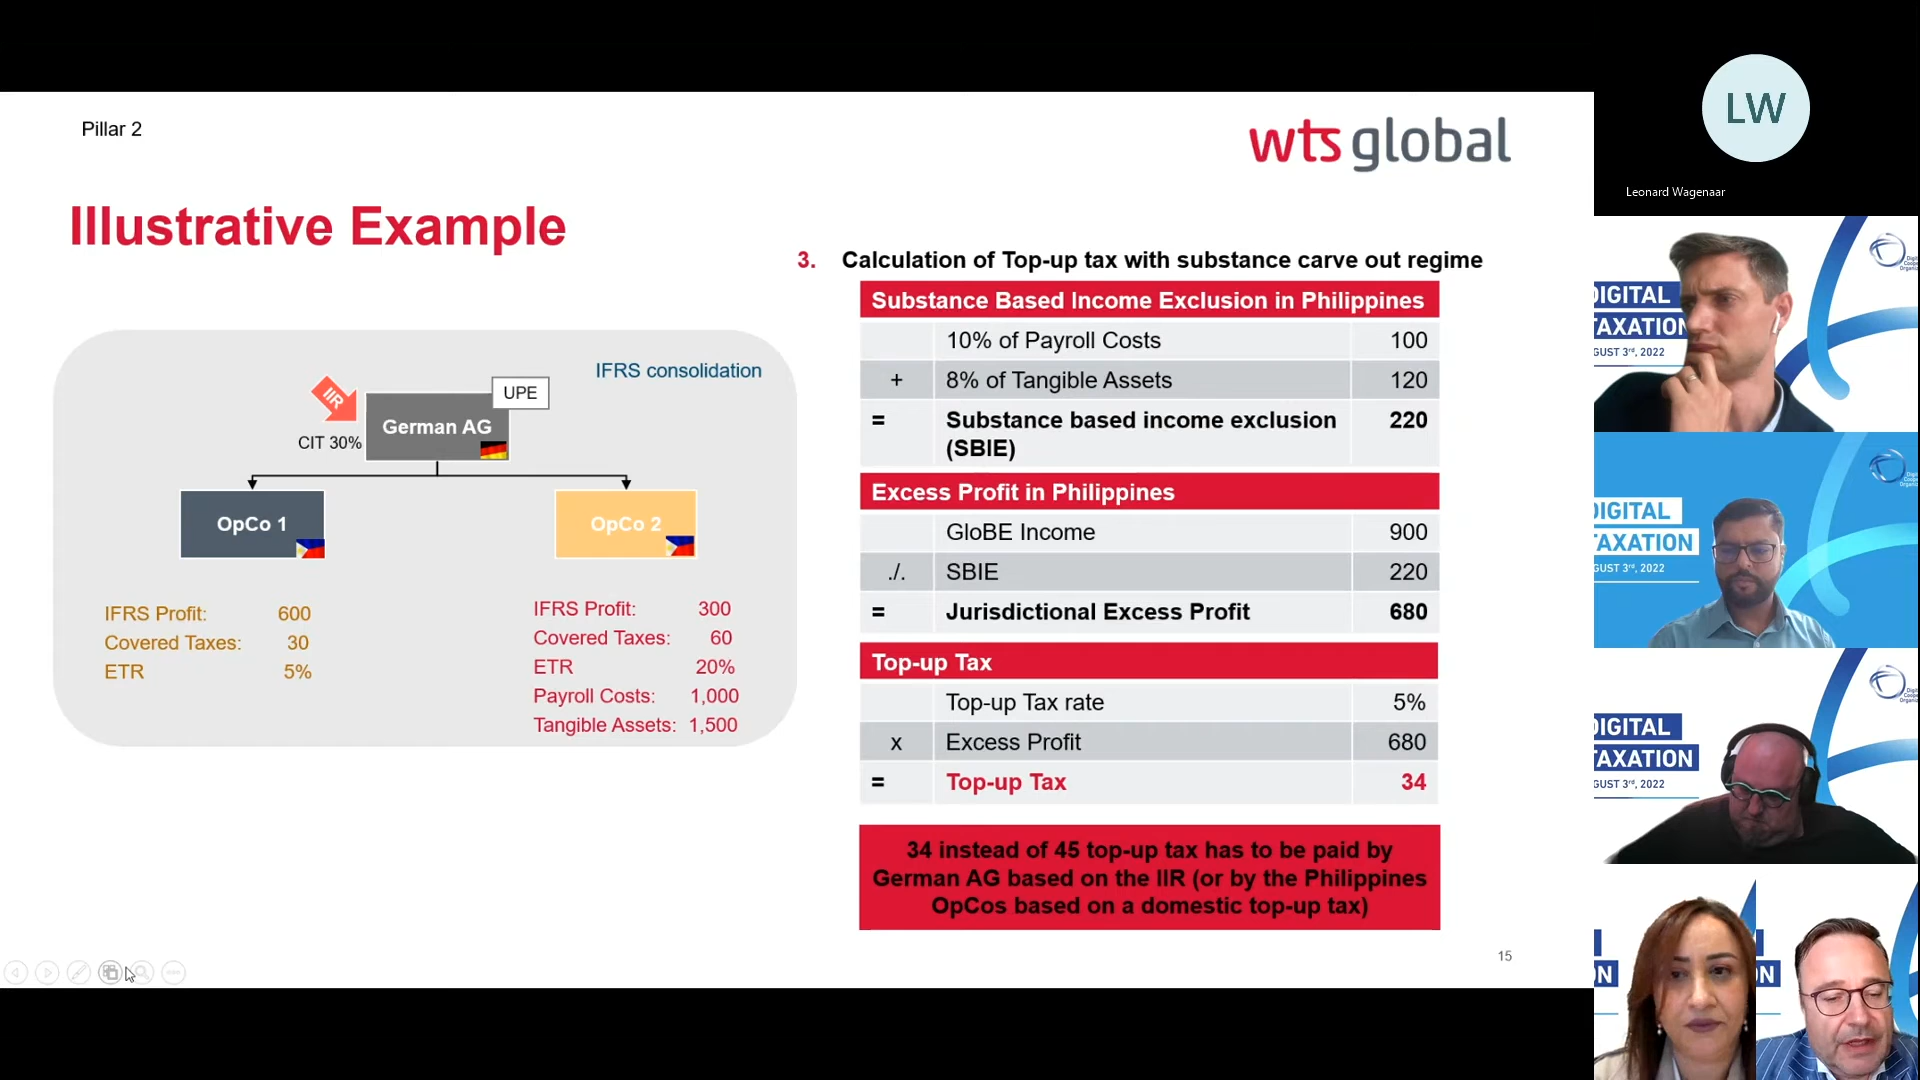 Pillar 2
wts global
Illustrative Example
IFRS consolidation
IIR
UPE
German AG
CIT 30%
OpCo 1
OpCo 2
IFRS Profit: 600
Covered Taxes: 30
ETR 5%
IFRS Profit: 300
Covered Taxes: 60
ETR 20%
Payroll Costs: 1,000
Tangible Assets: 1,500
3. Calculation of Top-up tax with substance carve out regime
Substance Based Income Exclusion in Philippines
10% of Payroll Costs 100
+ 8% of Tangible Assets 120
= Substance based income exclusion 220
(SBIE)
Excess Profit in Philippines
GloBE Income 900
./. SBIE 220
= Jurisdictional Excess Profit 680
Top-up Tax
Top-up Tax rate 5%
x Excess Profit 680
= Top-up Tax 34
34 instead of 45 top-up tax has to be paid by
German AG based on the IIR (or by the Philippines
OpCos based on a domestic top-up tax)
15
LW
Leonard Wagenaar
DIGITAL
TAXATION
GUST 3rd, 2022
DIGITAL
TAXATION
GUST 3rd, 2022
DIGITAL
TAXATION
GUST 3rd, 2022
N
N